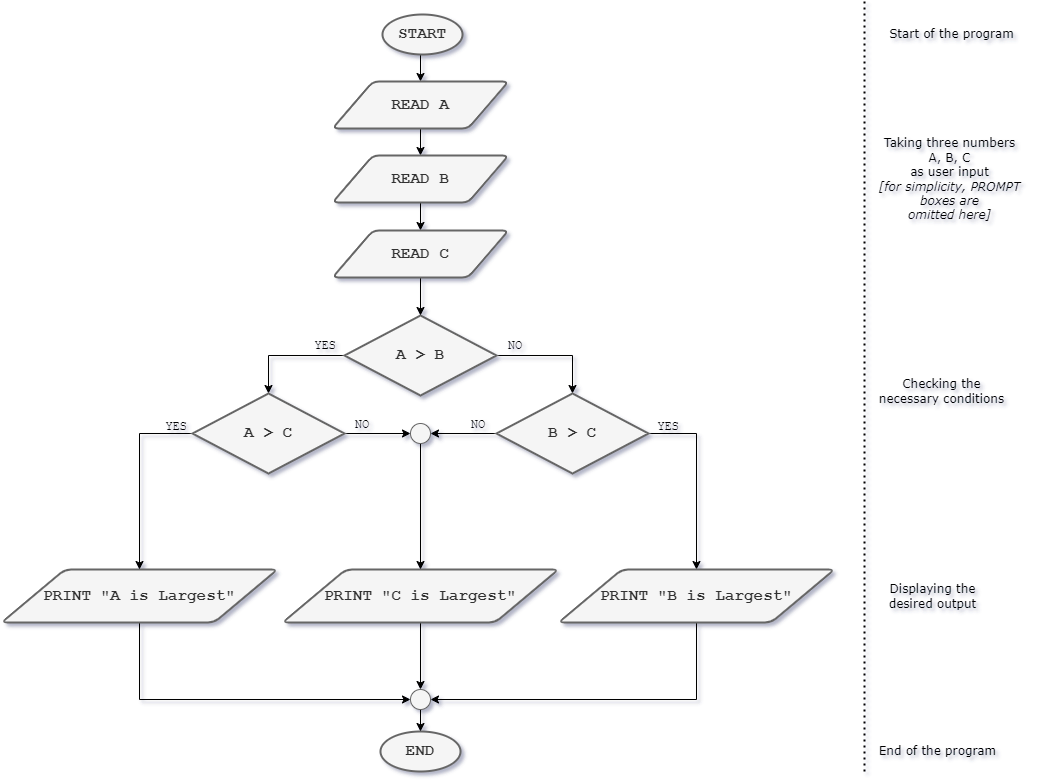 START
Start of the program
READ A
Taking three numbers
A, B, C
as user input
[for simplicity, PROMPT
boxes are
omitted here]
READ B
READ C
A > B
YES
NO
Checking the
necessary conditions
A > C
YES
NO
B > C
NO
YES
PRINT "A is Largest"
PRINT "C is Largest"
PRINT "B is Largest"
Displaying the
desired output
END
End of the program